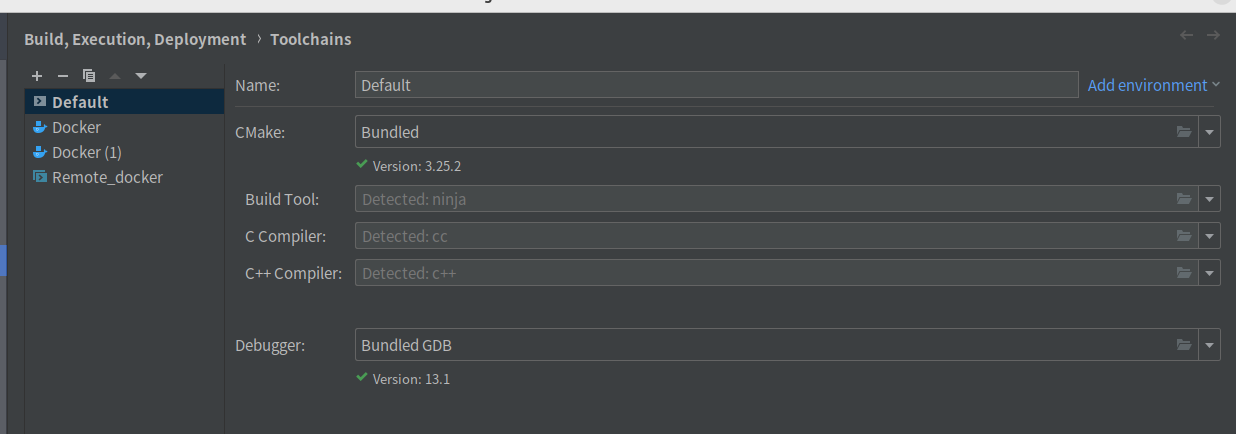 Build, Execution, Deployment › Toolchains
Default
Docker
Docker (1)
Remote_docker
Name: Default Add environment
CMake: Bundled
Version: 3.25.2
Build Tool: Detected: ninja
C Compiler: Detected: cc
C++ Compiler: Detected: c++
Debugger: Bundled GDB
Version: 13.1